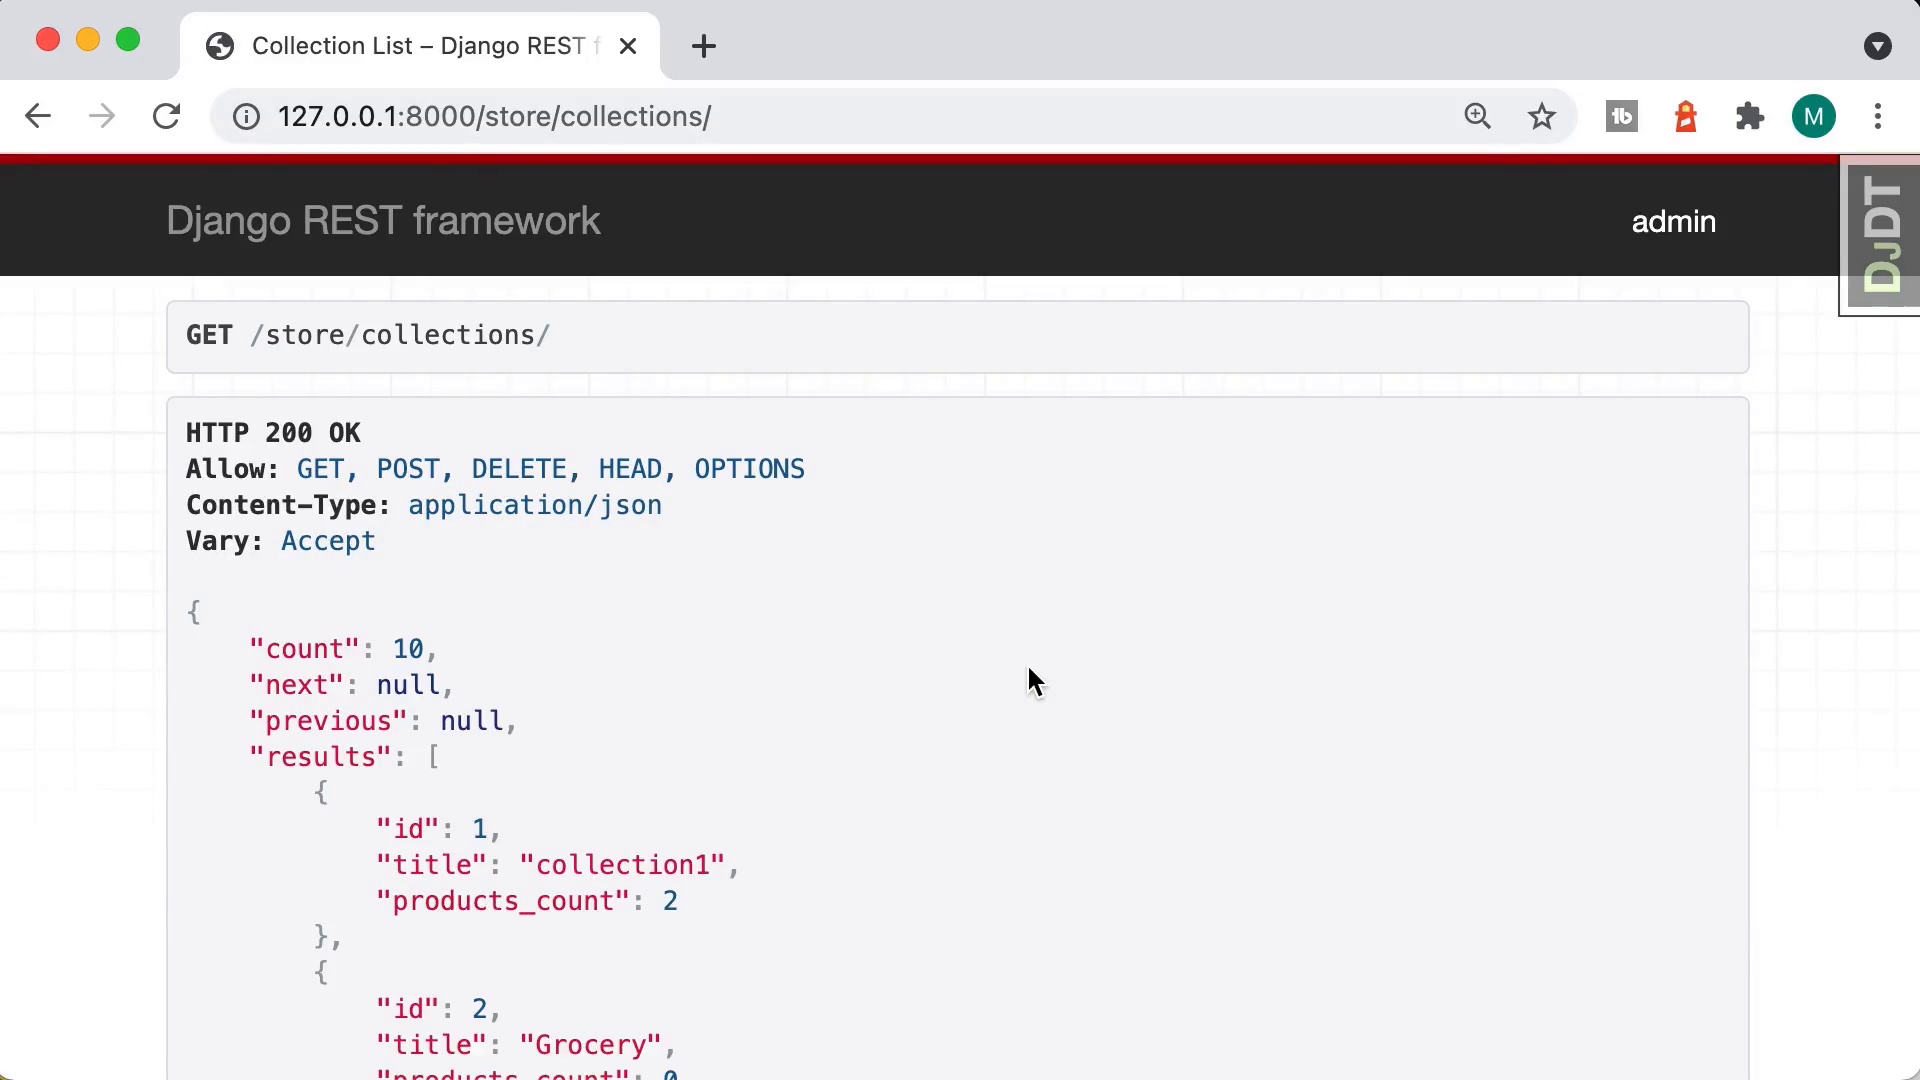 Collection List – Django REST f
127.0.0.1:8000/store/collections/
M
Django REST framework
admin
DJDT
GET /store/collections/
HTTP 200 OK
Allow: GET, POST, DELETE, HEAD, OPTIONS
Content-Type: application/json
Vary: Accept
{
"count": 10,
"next": null,
"previous": null,
"results": [
{
"id": 1,
"title": "collection1",
"products_count": 2
},
{
"id": 2,
"title": "Grocery",
"products_count": 0